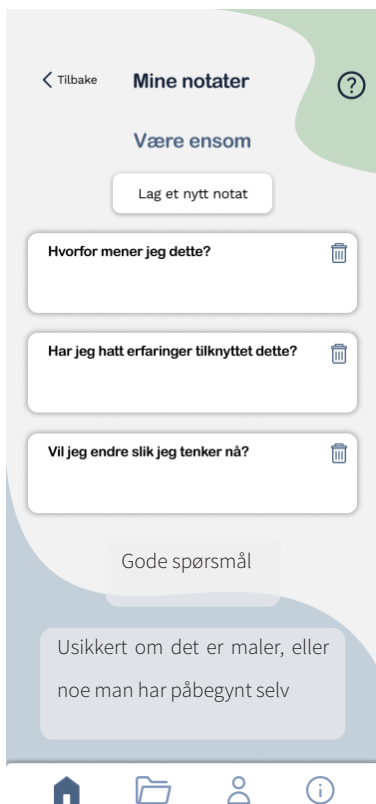 Tilbake Mine notater ?
Være ensom
Lag et nytt notat
Hvorfor mener jeg dette?
Har jeg hatt erfaringer tilknyttet dette?
Vil jeg endre slik jeg tenker nå?
Gode spørsmål
Usikkert om det er maler, eller
noe man har påbegynt selv
i